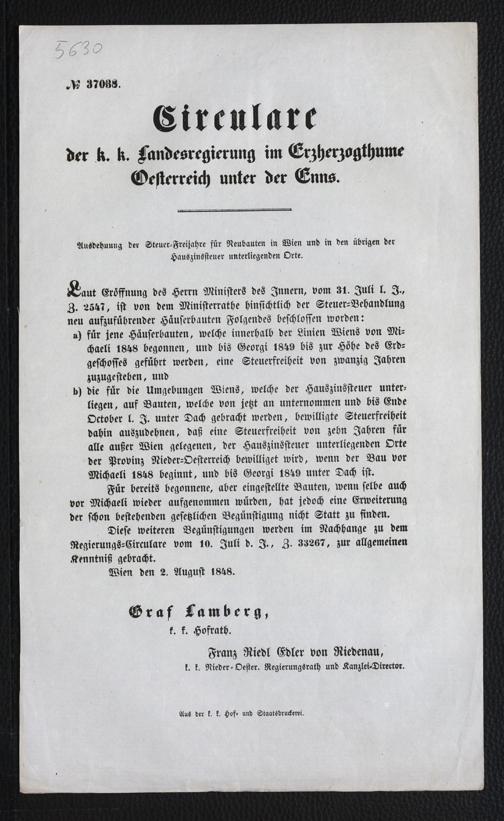 5630
№ 37038.
Circulare
der k. k. Landesregierung im Erzherzogthume
Oesterreich unter der Enns.
Ausdehnung der Steuer-Freijahre für Neubauten in Wien und in den übrigen der
Hauszinssteuer unterliegenden Orte.
Laut Eröffnung des Herrn Ministers des Innern, vom 31. Juli l. J.,
Z. 2547, ist von dem Ministerrathe hinsichtlich der Steuer-Behandlung
neu aufzuführender Häuserbauten Folgendes beschlossen worden:
a) für jene Häuserbauten, welche innerhalb der Linien Wiens von Mi-
chaeli 1848 begonnen, und bis Georgi 1849 bis zur Höhe des Erd-
geschosses geführt werden, eine Steuerfreiheit von zwanzig Jahren
zuzugestehen, und
b) die für die Umgebungen Wiens, welche der Hauszinssteuer unter-
liegen, auf Bauten, welche von jetzt an unternommen und bis Ende
October l. J. unter Dach gebracht werden, bewilligte Steuerfreiheit
dahin auszudehnen, daß eine Steuerfreiheit von zehn Jahren für
alle außer Wien gelegenen, der Hauszinssteuer unterliegenden Orte
der Provinz Nieder-Oesterreich bewilliget wird, wenn der Bau vor
Michaeli 1848 beginnt, und bis Georgi 1849 unter Dach ist.
Für bereits begonnene, aber eingestellte Bauten, wenn selbe auch
vor Michaeli wieder aufgenommen würden, hat jedoch eine Erweiterung
der schon bestehenden gesetzlichen Begünstigung nicht Statt zu finden.
Diese weiteren Begünstigungen werden im Nachhange zu dem
Regierungs-Circulare vom 10. Juli d. J., Z. 33267, zur allgemeinen
Kenntniß gebracht.
Wien den 2. August 1848.
Graf Lamberg,
k. k. Hofrath.
Franz Riedl Edler von Riedenau,
k. k. Nieder-Oester. Regierungsrath und Kanzlei-Director.
Aus der k. k. Hof- und Staatsdruckerei.